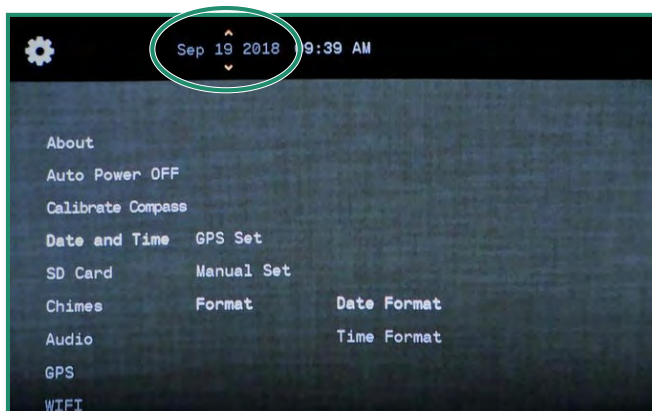 Sep 19 2018 09:39 AM
About
Auto Power OFF
Calibrate Compass
Date and Time GPS Set
SD Card Manual Set
Chimes Format Date Format
Audio Time Format
GPS
WIFI